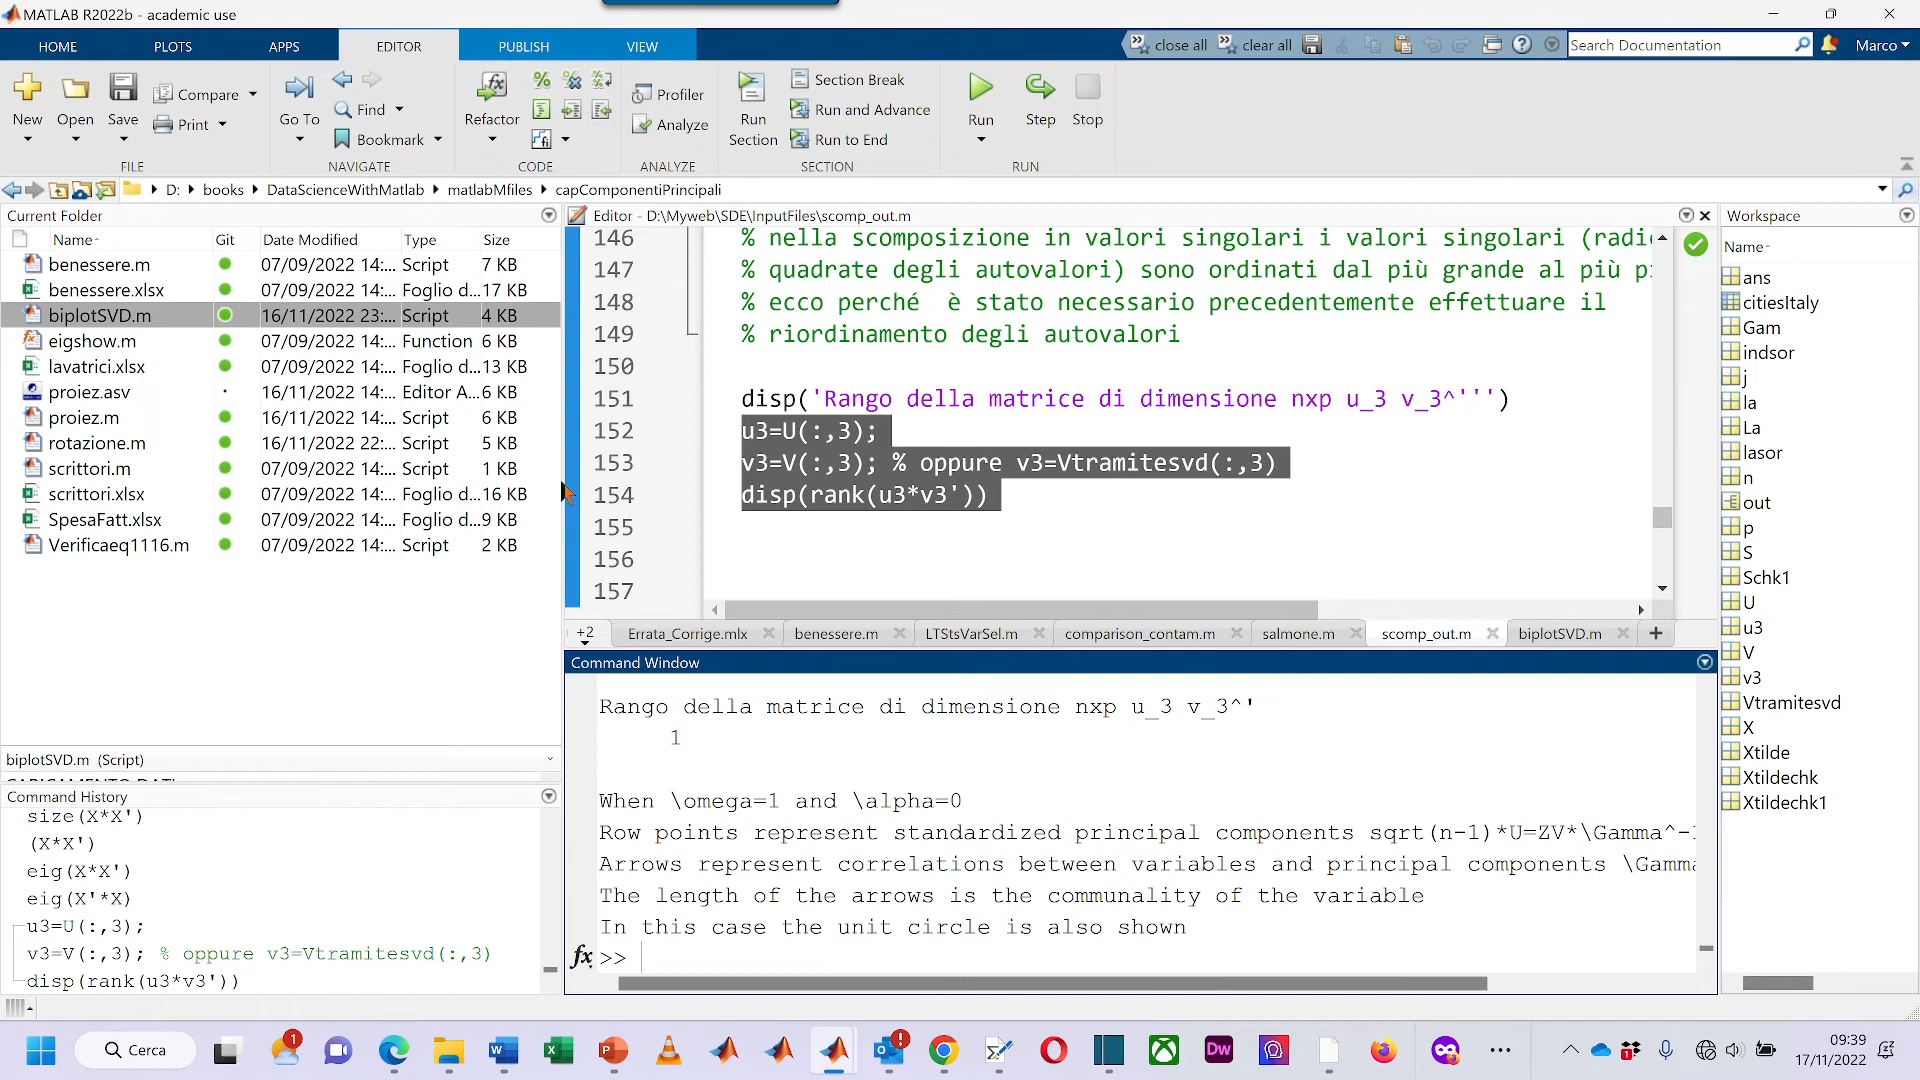 MATLAB R2022b - academic use
HOME
PLOTS
APPS
EDITOR
PUBLISH
VIEW
close all
clear all
Search Documentation
Marco
New
Open
Save
Compare
Print
FILE
Go To
Find
Bookmark
NAVIGATE
Refactor
CODE
Profiler
Analyze
ANALYZE
Run Section
Section Break
Run and Advance
Run to End
SECTION
Run
Step
Stop
RUN
D: books DataScienceWithMatlab matlabMfiles capComponentiPrincipali
Current Folder
Name Git Date Modified Type Size
benessere.m 07/09/2022 14:... Script 7 KB
benessere.xlsx 07/09/2022 14:... Foglio d...17 KB
biplotSVD.m 16/11/2022 23:... Script 4 KB
eigshow.m 07/09/2022 14:... Function 6 KB
lavatrici.xlsx 07/09/2022 14:... Foglio d...13 KB
proiez.asv 16/11/2022 14:... Editor A...6 KB
proiez.m 16/11/2022 14:... Script 6 KB
rotazione.m 16/11/2022 22:... Script 5 KB
scrittori.m 07/09/2022 14:... Script 1 KB
scrittori.xlsx 07/09/2022 14:... Foglio d...16 KB
SpesaFatt.xlsx 07/09/2022 14:... Foglio d...9 KB
Verificaeq1116.m 07/09/2022 14:... Script 2 KB
biplotSVD.m (Script)
CARICAMENTO DATI
Command History
size(X*X')
(X*X')
eig(X*X')
eig(X'*X)
u3=U(:,3);
v3=V(:,3); % oppure v3=Vtramitesvd(:,3)
disp(rank(u3*v3'))
Editor - D:\Myweb\SDE\InputFiles\scomp_out.m
146 % nella scomposizione in valori singolari i valori singolari (radi
147 % quadrate degli autovalori) sono ordinati dal più grande al più p
148 % ecco perché è stato necessario precedentemente effettuare il
149 % riordinamento degli autovalori
150
151 disp('Rango della matrice di dimensione nxp u_3 v_3^''')
152 u3=U(:,3);
153 v3=V(:,3); % oppure v3=Vtramitesvd(:,3)
154 disp(rank(u3*v3'))
155
156
157
+2 Errata_Corrige.mlx benessere.m LTStsVarSel.m comparison_contam.m salmone.m scomp_out.m biplotSVD.m +
Command Window
Rango della matrice di dimensione nxp u_3 v_3^'
1
When \omega=1 and \alpha=0
Row points represent standardized principal components sqrt(n-1)*U=ZV*\Gamma^-1
Arrows represent correlations between variables and principal components \Gamma
The length of the arrows is the communality of the variable
In this case the unit circle is also shown
fx >>
Workspace
Name
ans
citiesItaly
Gam
indsor
j
la
La
lasor
n
out
p
S
Schk1
U
u3
V
v3
Vtramitesvd
X
Xtilde
Xtildechk
Xtildechk1
Cerca
1
Dw
1
09:39
17/11/2022